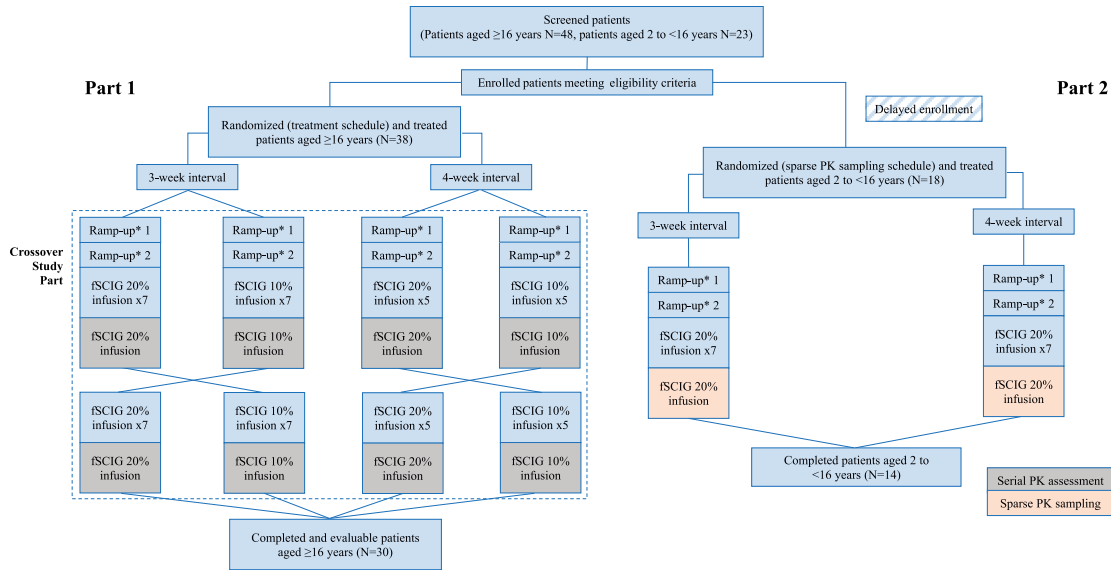 Screened patients
(Patients aged ≥16 years N=48, patients aged 2 to <16 years N=23)
Part 1
Enrolled patients meeting eligibility criteria
Part 2
Delayed enrollment
Randomized (treatment schedule) and treated
patients aged ≥16 years (N=38)
Randomized (sparse PK sampling schedule) and treated
patients aged 2 to <16 years (N=18)
3-week interval
4-week interval
3-week interval
4-week interval
Crossover
Study
Part
Ramp-up* 1
Ramp-up* 2
fSCIG 20%
infusion x7
fSCIG 20%
infusion
Ramp-up* 1
Ramp-up* 2
fSCIG 10%
infusion x7
fSCIG 10%
infusion
Ramp-up* 1
Ramp-up* 2
fSCIG 20%
infusion x5
fSCIG 20%
infusion
Ramp-up* 1
Ramp-up* 2
fSCIG 10%
infusion x5
fSCIG 10%
infusion
fSCIG 20%
infusion x7
fSCIG 20%
infusion
fSCIG 10%
infusion x7
fSCIG 10%
infusion
fSCIG 20%
infusion x5
fSCIG 20%
infusion
fSCIG 10%
infusion x5
fSCIG 10%
infusion
Completed and evaluable patients
aged ≥16 years (N=30)
Ramp-up* 1
Ramp-up* 2
fSCIG 20%
infusion x7
fSCIG 20%
infusion
Ramp-up* 1
Ramp-up* 2
fSCIG 20%
infusion x7
fSCIG 20%
infusion
Completed patients aged 2 to
<16 years (N=14)
Serial PK assessment
Sparse PK sampling